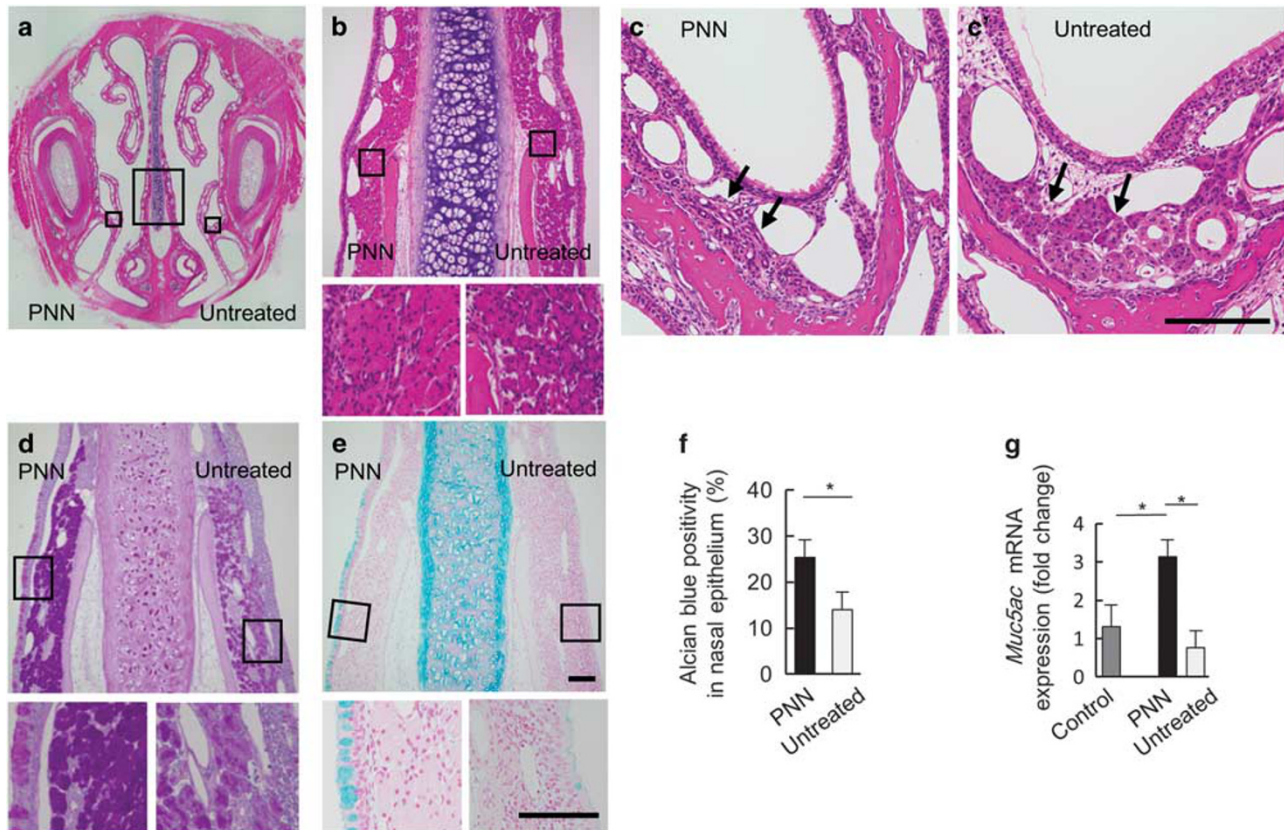 a
PNN
Untreated
b
PNN
Untreated
c
PNN
c'
Untreated
d
PNN
Untreated
e
PNN
Untreated
f
Alcian blue positivity
in nasal epithelium (%)
40
30
20
10
0
*
PNN
Untreated
g
Muc5ac mRNA
expression (fold change)
4
3
2
1
0
*
*
Control
PNN
Untreated